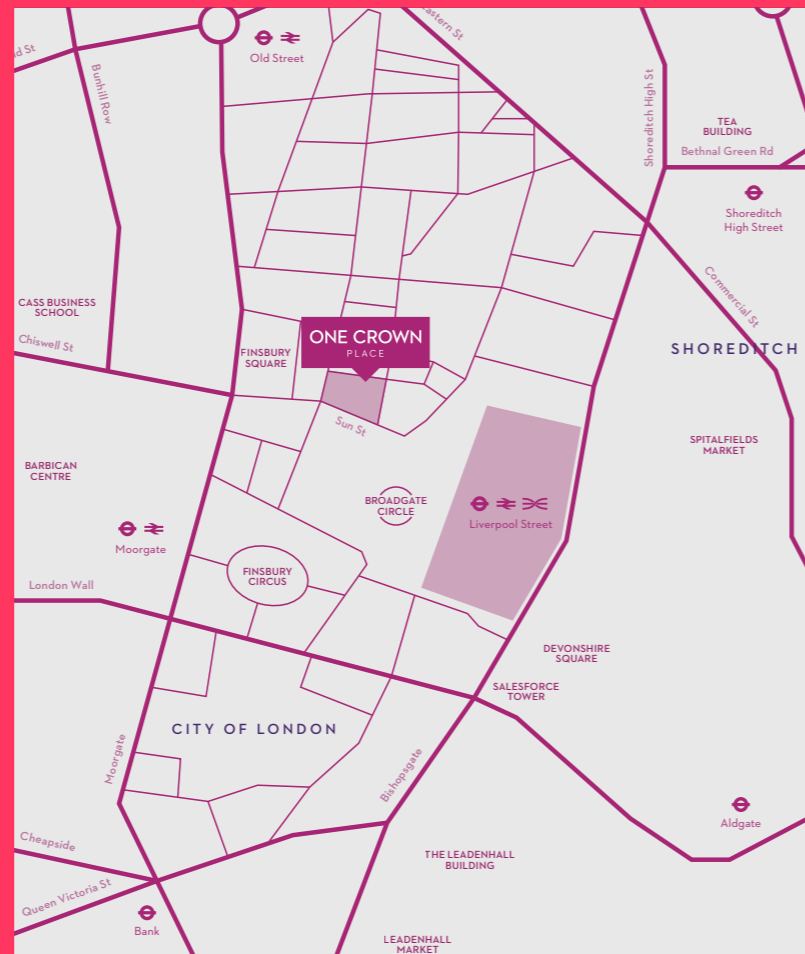 astern St
d St
Old Street
Bunhill Row
Shoreditch High St
TEA
BUILDING
Bethnal Green Rd
Shoreditch
High Street
Commercial St
CASS BUSINESS
SCHOOL
Chiswell St
FINSBURY
SQUARE
ONE CROWN
PLACE
SHOREDITCH
Sun St
SPITALFIELDS
MARKET
BARBICAN
CENTRE
BROADGATE
CIRCLE
Liverpool Street
Moorgate
FINSBURY
CIRCUS
London Wall
DEVONSHIRE
SQUARE
SALESFORCE
TOWER
CITY OF LONDON
Moorgate
Bishopsgate
Aldgate
Cheapside
THE LEADENHALL
BUILDING
Queen Victoria St
Bank
LEADENHALL
MARKET